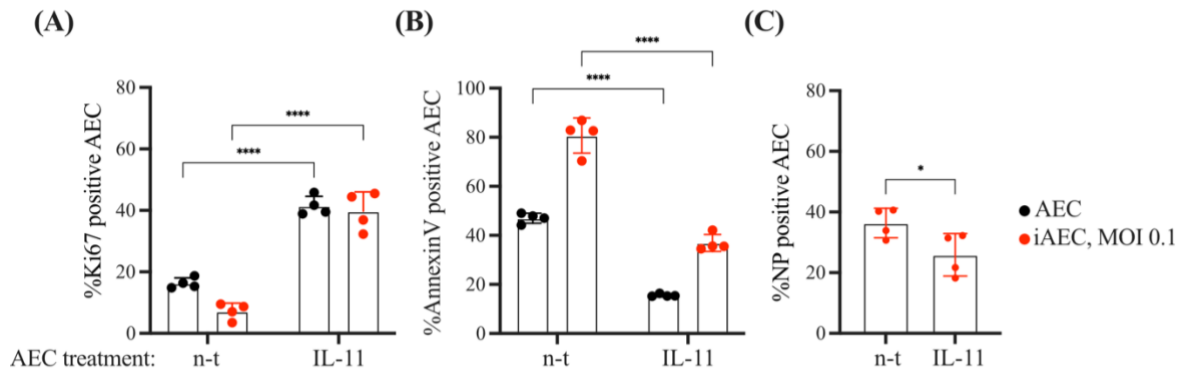 (A)
%Ki67 positive AEC
80
60
40
20
0
****
****
AEC treatment:
n-t
IL-11
(B)
%AnnexinV positive AEC
100
80
60
40
20
0
****
****
n-t
IL-11
(C)
%NP positive AEC
80
60
40
20
0
*
n-t
IL-11
AEC
iAEC, MOI 0.1